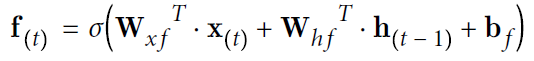 f(t) = σ(Wxf^T · x(t) + Whf^T · h(t − 1) + bf)